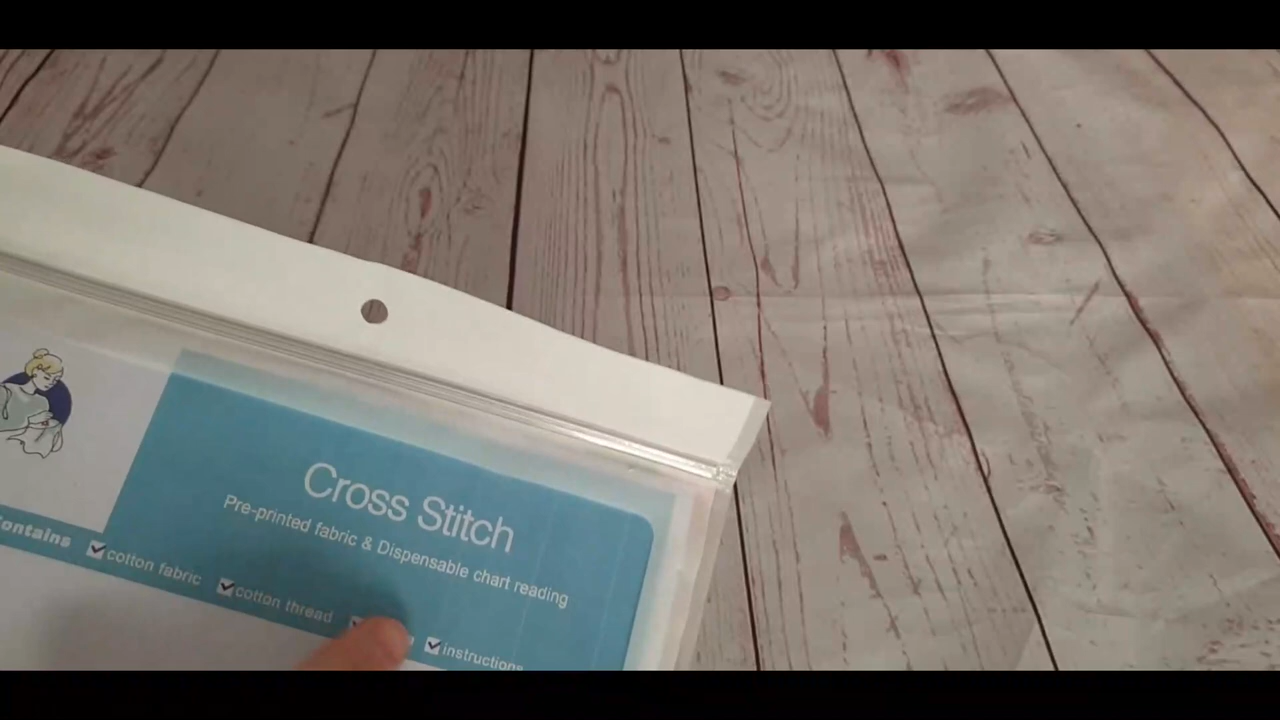 Cross Stitch
Pre-printed fabric & Dispensable chart reading
ontains cotton fabric cotton thread instructions